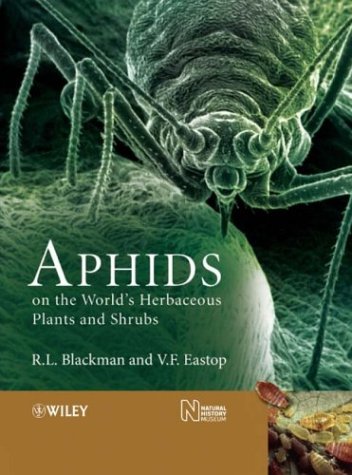 APHIDS
on the World's Herbaceous
Plants and Shrubs
R.L. Blackman and V.F. Eastop
WILEY
N NATURAL
HISTORY
MUSEUM